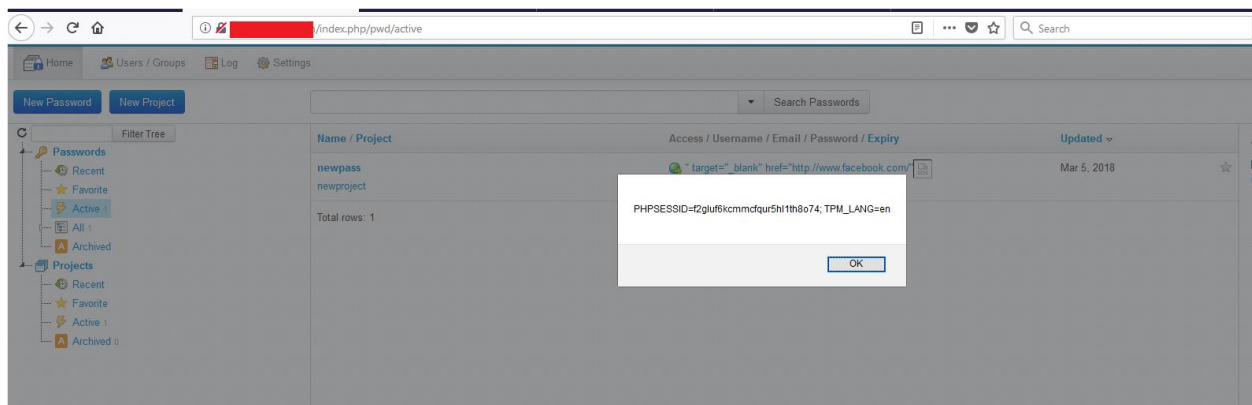 /index.php/pwd/active
Search
Home Users / Groups Log Settings
New Password New Project Search Passwords
Filter Tree
Passwords
Recent
Favorite
Active 1
All 1
Archived
Projects
Recent
Favorite
Active 1
Archived 0
Name / Project Access / Username / Email / Password / Expiry Updated
newpass " target="_blank" href="http://www.facebook.com/" Mar 5, 2018
newproject
Total rows: 1
PHPSESSID=f2gluf6kcmmcfqur5hl1th8o74; TPM_LANG=en
OK